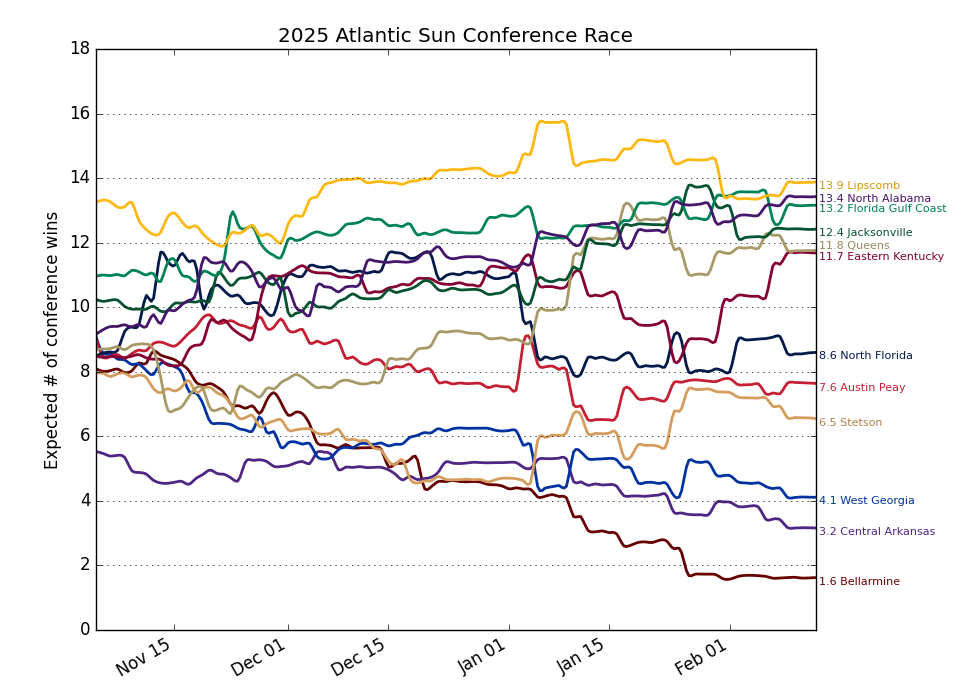 2025 Atlantic Sun Conference Race
Expected # of conference wins
18
16
14
12
10
8
6
4
2
0
Nov 15
Dec 01
Dec 15
Jan 01
Jan 15
Feb 01
13.9 Lipscomb
13.4 North Alabama
13.2 Florida Gulf Coast
12.4 Jacksonville
11.8 Queens
11.7 Eastern Kentucky
8.6 North Florida
7.6 Austin Peay
6.5 Stetson
4.1 West Georgia
3.2 Central Arkansas
1.6 Bellarmine